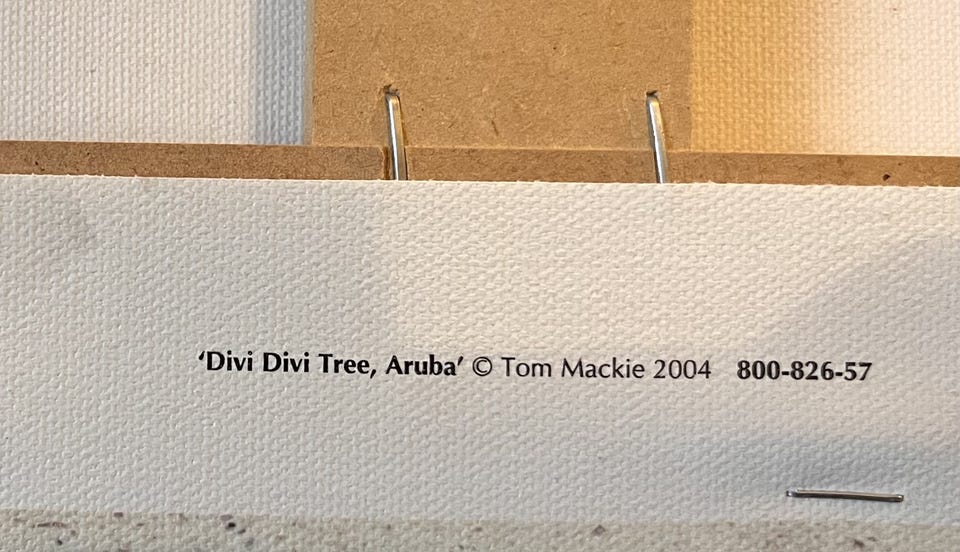 ‘Divi Divi Tree, Aruba’ © Tom Mackie 2004 800-826-57